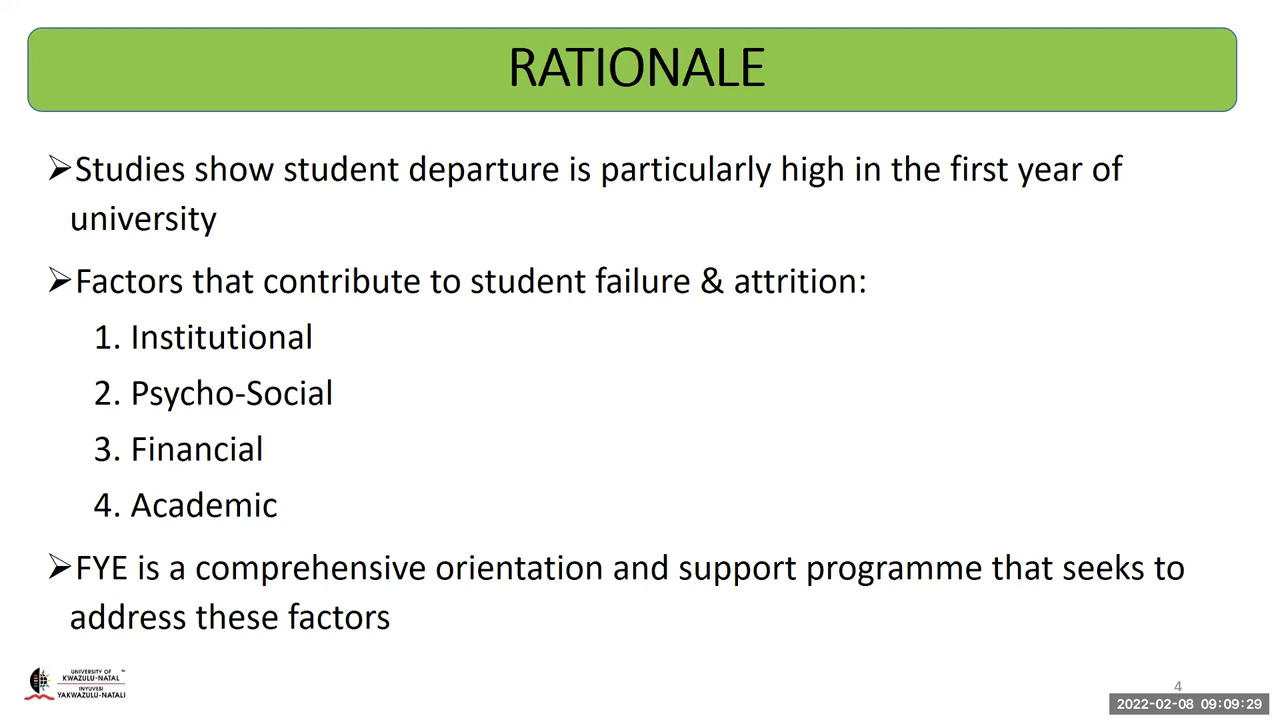 RATIONALE
➢Studies show student departure is particularly high in the first year of
university
➢Factors that contribute to student failure & attrition:
1. Institutional
2. Psycho-Social
3. Financial
4. Academic
➢FYE is a comprehensive orientation and support programme that seeks to
address these factors
UNIVERSITY OF ™
KWAZULU-NATAL
INYUVESI
YAKWAZULU-NATALI
4
2022-02-08 09:09:29